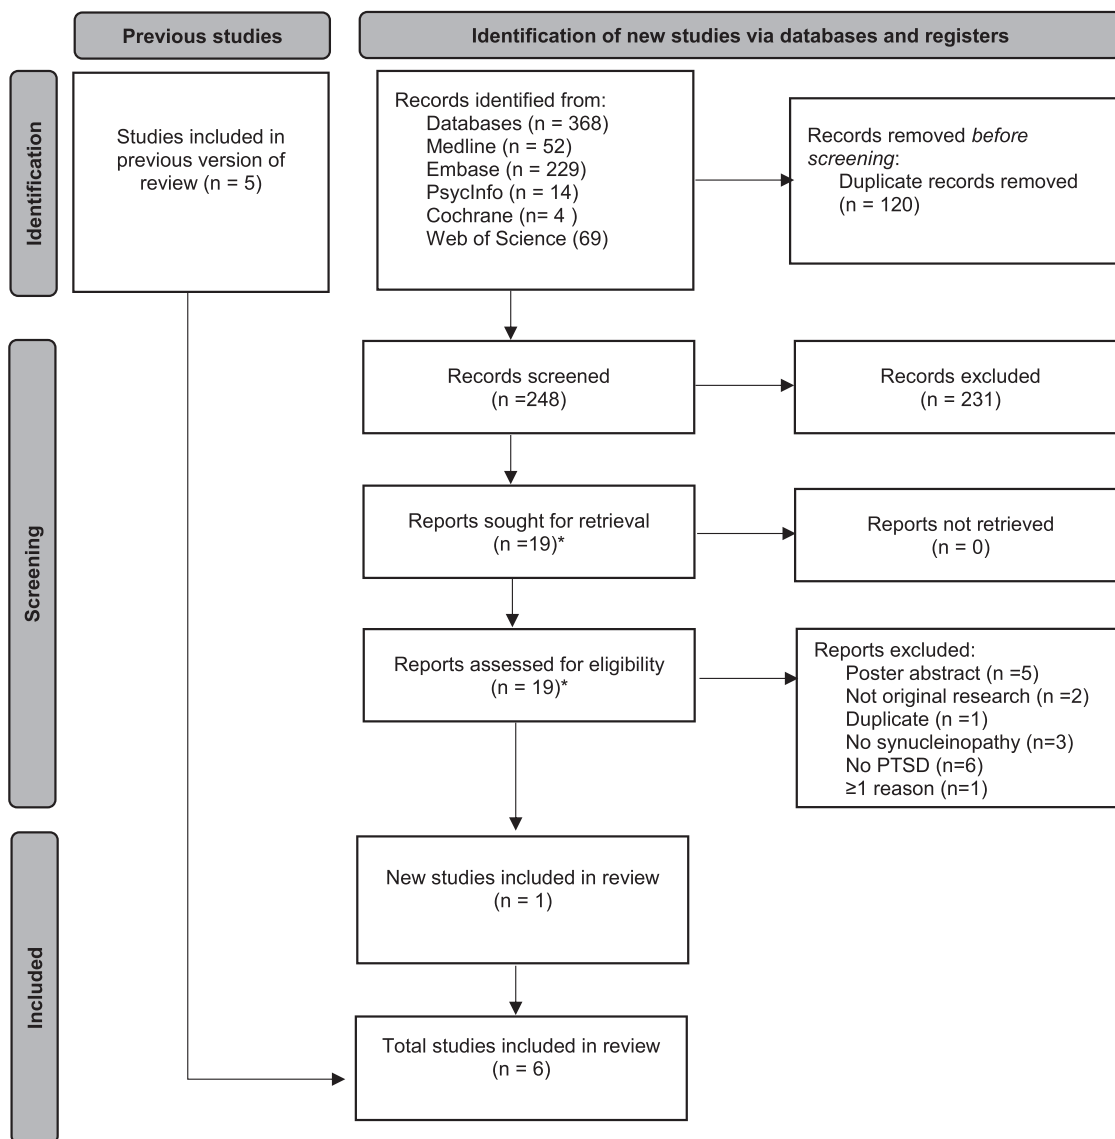 Previous studies
Identification of new studies via databases and registers
Identification
Studies included in
previous version of
review (n = 5)
Records identified from:
Databases (n = 368)
Medline (n = 52)
Embase (n = 229)
PsycInfo (n = 14)
Cochrane (n= 4 )
Web of Science (69)
Records removed before
screening:
Duplicate records removed
(n = 120)
Screening
Records screened
(n =248)
Records excluded
(n = 231)
Reports sought for retrieval
(n =19)*
Reports not retrieved
(n = 0)
Reports assessed for eligibility
(n = 19)*
Reports excluded:
Poster abstract (n =5)
Not original research (n =2)
Duplicate (n =1)
No synucleinopathy (n=3)
No PTSD (n=6)
≥1 reason (n=1)
Included
New studies included in review
(n = 1)
Total studies included in review
(n = 6)